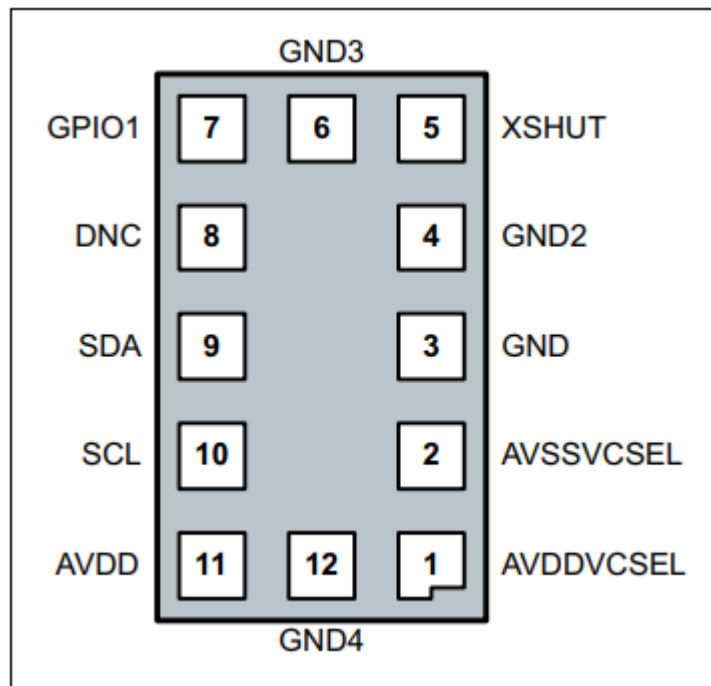 GND3
GPIO1 7 6 5 XSHUT
DNC 8 4 GND2
SDA 9 3 GND
SCL 10 2 AVSSVCSEL
AVDD 11 12 1 AVDDVCSEL
GND4